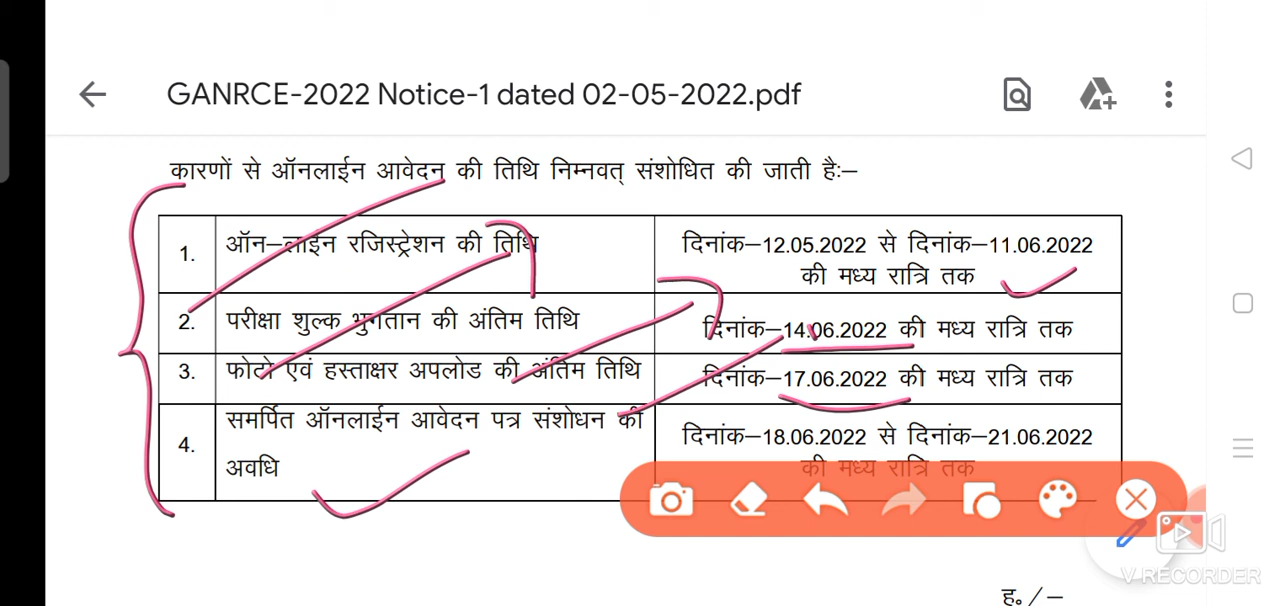 GANRCE-2022 Notice-1 dated 02-05-2022.pdf
कारणों से ऑनलाईन आवेदन की तिथि निम्नवत् संशोधित की जाती हैः–
1. ऑन–लाईन रजिस्ट्रेशन की तिथि दिनांक–12.05.2022 से दिनांक–11.06.2022
की मध्य रात्रि तक
2. परीक्षा शुल्क भुगतान की अंतिम तिथि दिनांक–14.06.2022 की मध्य रात्रि तक
3. फोटो एवं हस्ताक्षर अपलोड की अंतिम तिथि दिनांक–17.06.2022 की मध्य रात्रि तक
4. समर्पित ऑनलाईन आवेदन पत्र संशोधन की दिनांक–18.06.2022 से दिनांक–21.06.2022
अवधि की मध्य रात्रि तक
V RECORDER
ह०/–